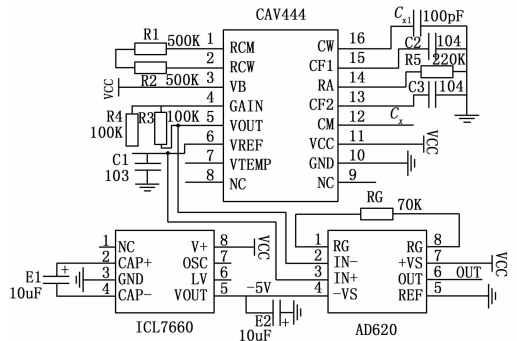 CAV444
R1 500K
R2 500K
VCC
R4
100K
R3 100K
C1
103
1 RCM
2 RCW
3 VB
4 GAIN
5 VOUT
6 VREF
7 VTEMP
8 NC
CW 16
CF1 15
RA 14
CF2 13
CM 12
VCC 11
GND 10
NC 9
Cx1 100pF
C2 104
R5 220K
C3 104
Cx
VCC
RG
70K
E1 +
10uF
1 NC
2 CAP+
3 GND
4 CAP-
V+ 8
OSC 7
LV 6
VOUT 5
VCC
ICL7660
-5V
E2 +
10uF
1 RG
2 IN-
3 IN+
4 -VS
RG 8
+VS 7
OUT 6 OUT
REF 5
VCC
AD620